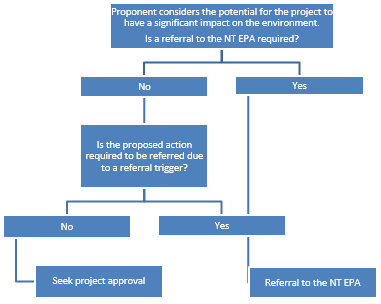 Proponent considers the potential for the project to
have a significant impact on the environment.
Is a referral to the NT EPA required?
No
Yes
Is the proposed action
required to be referred due
to a referral trigger?
No
Yes
Seek project approval
Referral to the NT EPA